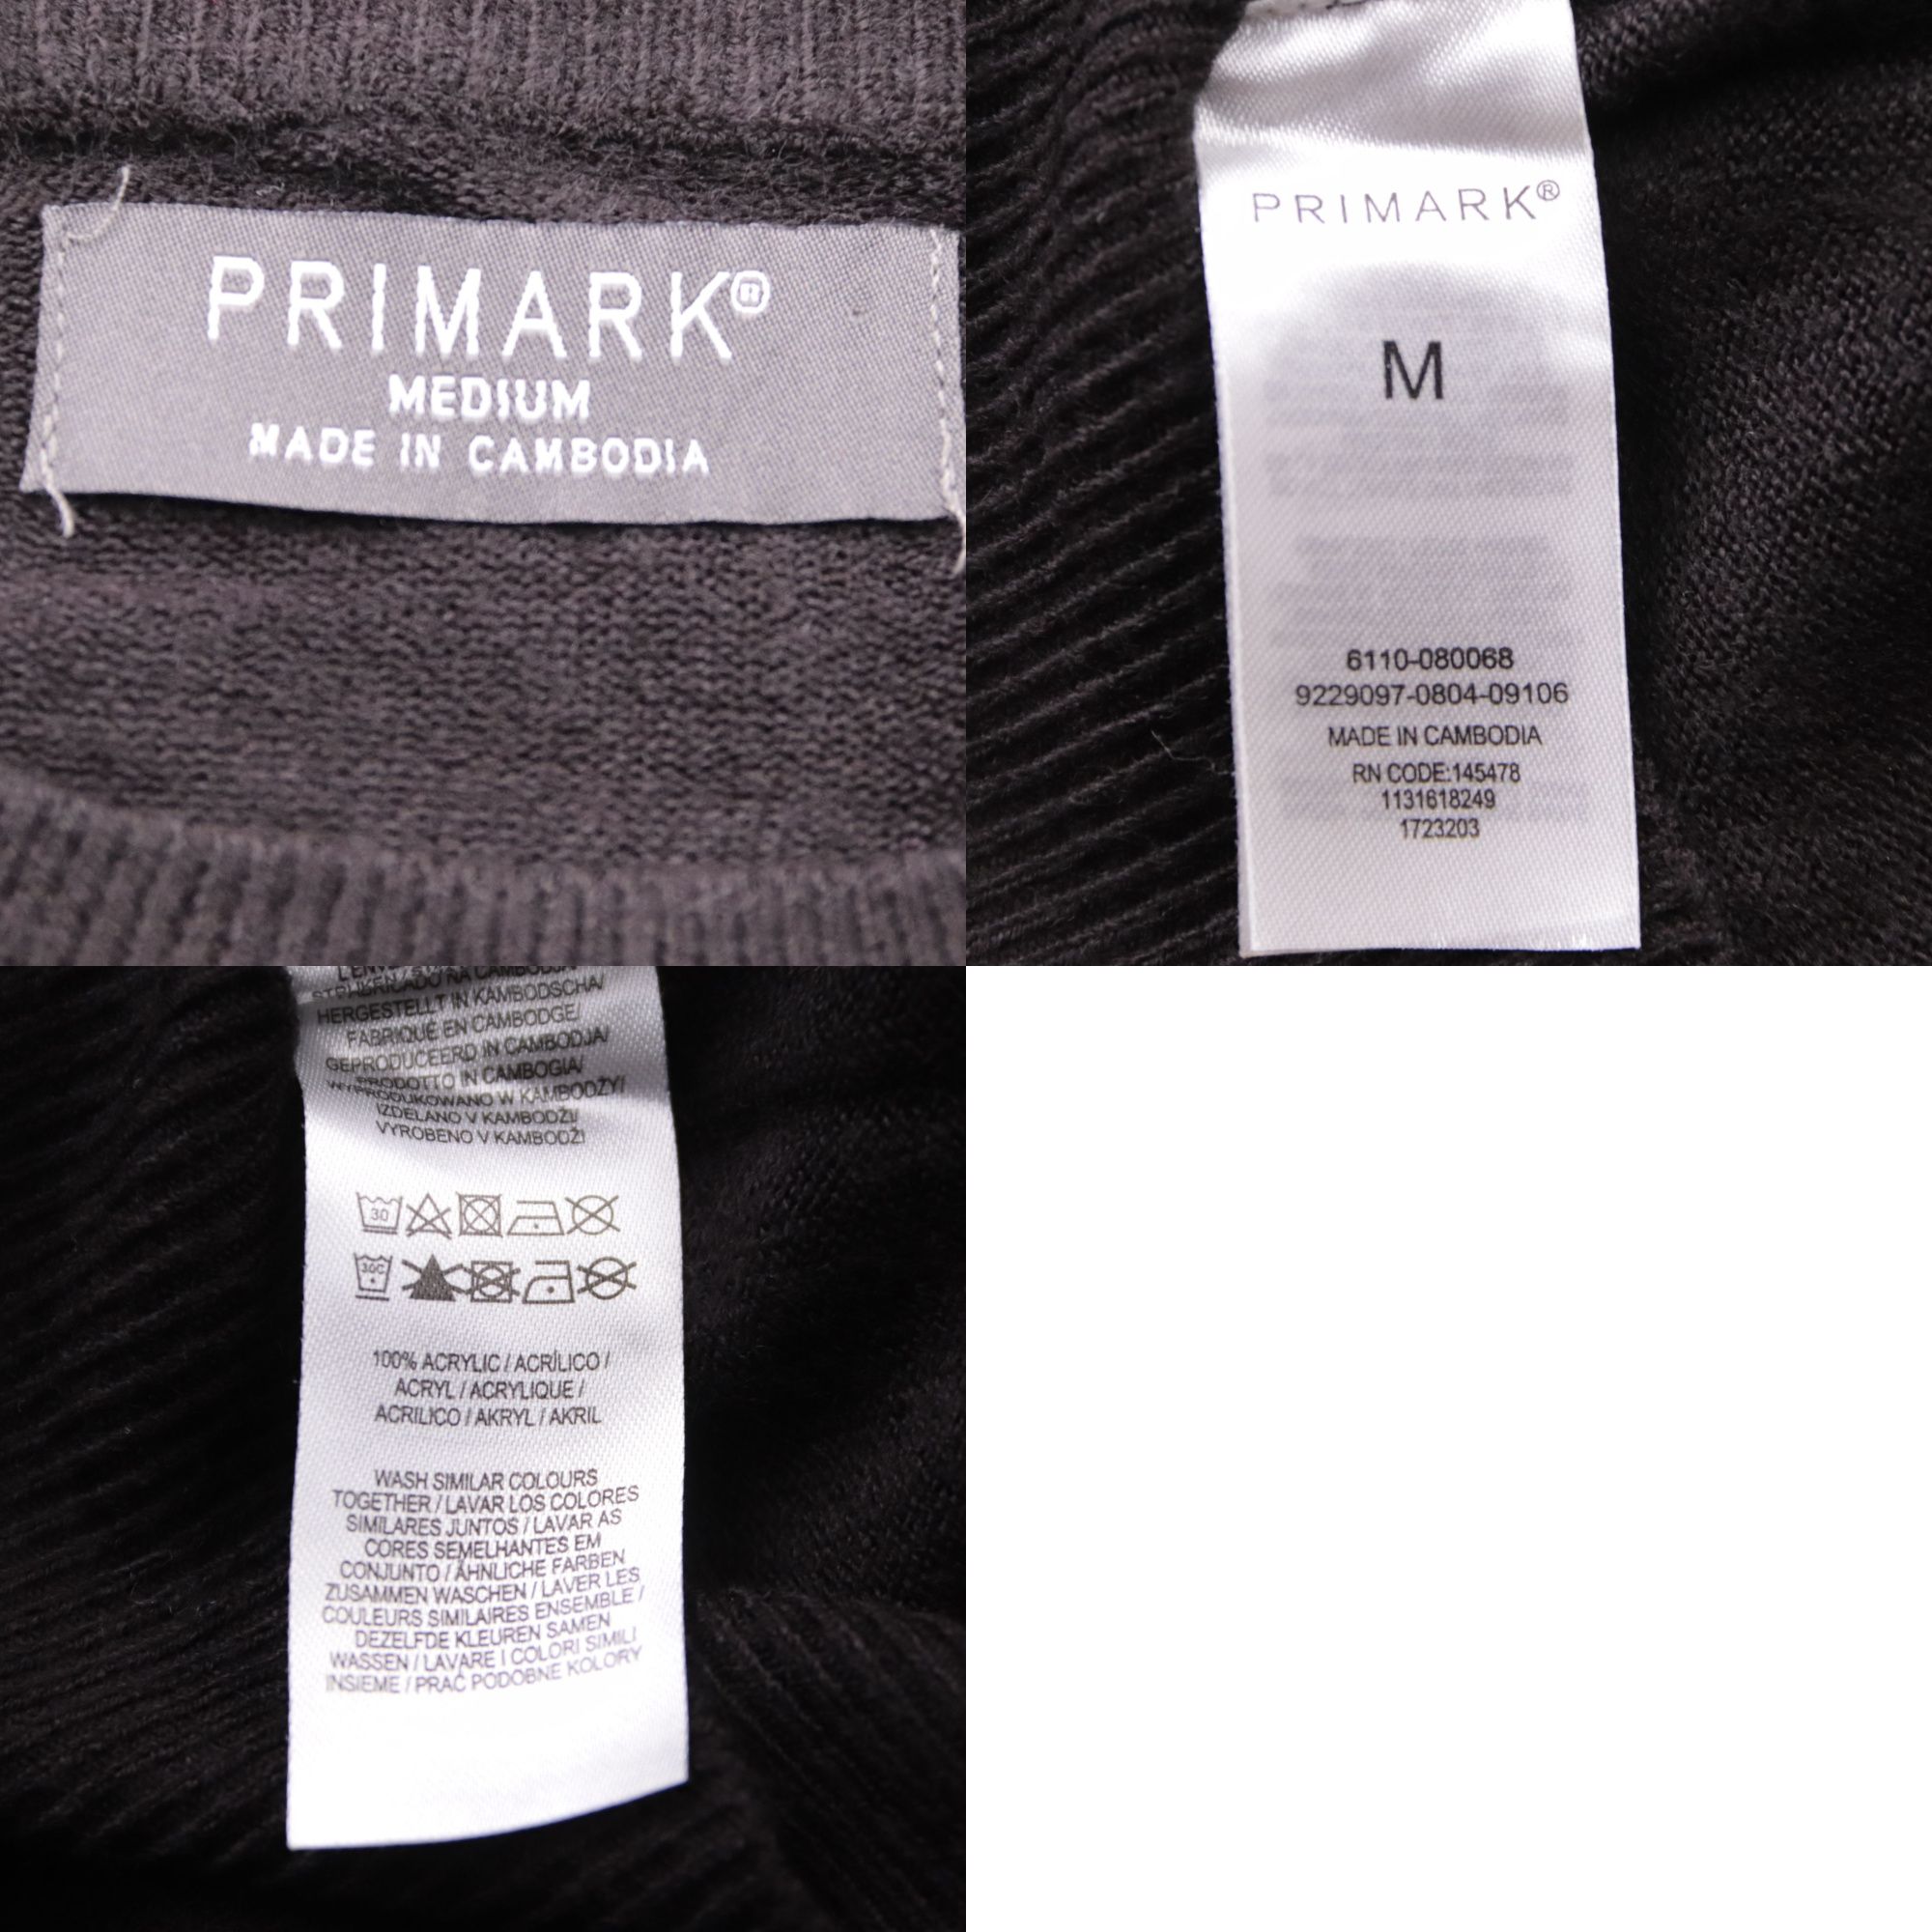 PRIMARK®
MEDIUM
MADE IN CAMBODIA
PRIMARK®
M
6110-080068
9229097-0804-09106
MADE IN CAMBODIA
RN CODE:145478
1131618249
1723203
HERGESTELLT IN KAMBODSCHA/
FABRIQUÉ EN CAMBODGE/
GEPRODUCEERD IN CAMBODJA/
PRODOTTO IN CAMBOGIA/
WYPRODUKOWANO W KAMBODŻY/
IZDELANO V KAMBODŽI/
VYROBENO V KAMBODŽI
30
30C
100% ACRYLIC / ACRÍLICO /
ACRYL / ACRYLIQUE /
ACRILICO / AKRYL / AKRIL
WASH SIMILAR COLOURS
TOGETHER / LAVAR LOS COLORES
SIMILARES JUNTOS / LAVAR AS
CORES SEMELHANTES EM
CONJUNTO / ÄHNLICHE FARBEN
ZUSAMMEN WASCHEN / LAVER LES
COULEURS SIMILAIRES ENSEMBLE /
DEZELFDE KLEUREN SAMEN
WASSEN / LAVARE I COLORI SIMILI
INSIEME / PRAĆ PODOBNE KOLORY